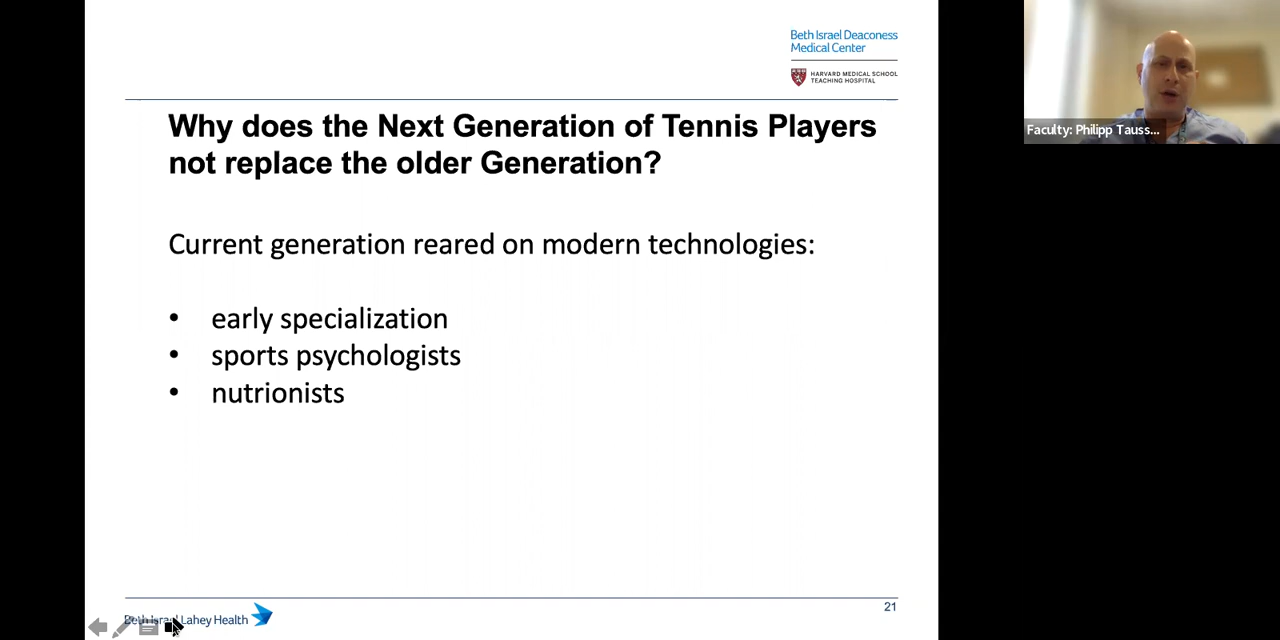 Beth Israel Deaconess
Medical Center
HARVARD MEDICAL SCHOOL
TEACHING HOSPITAL
Why does the Next Generation of Tennis Players
not replace the older Generation?
Current generation reared on modern technologies:
• early specialization
• sports psychologists
• nutrionists
Beth Israel Lahey Health
21
Faculty: Philipp Tauss...